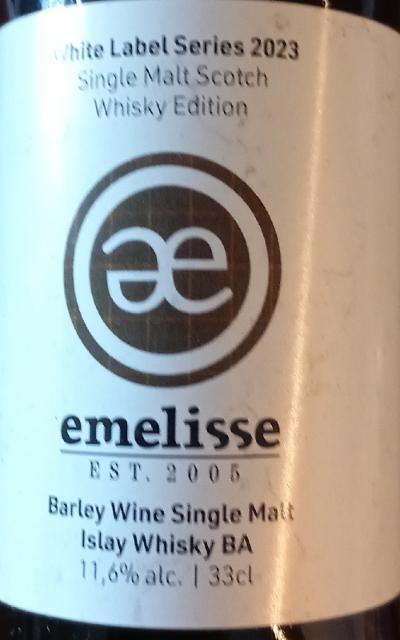 White Label Series 2023
Single Malt Scotch
Whisky Edition
æ
emelisse
EST. 2005
Barley Wine Single Malt
Islay Whisky BA
11,6% alc. | 33cl